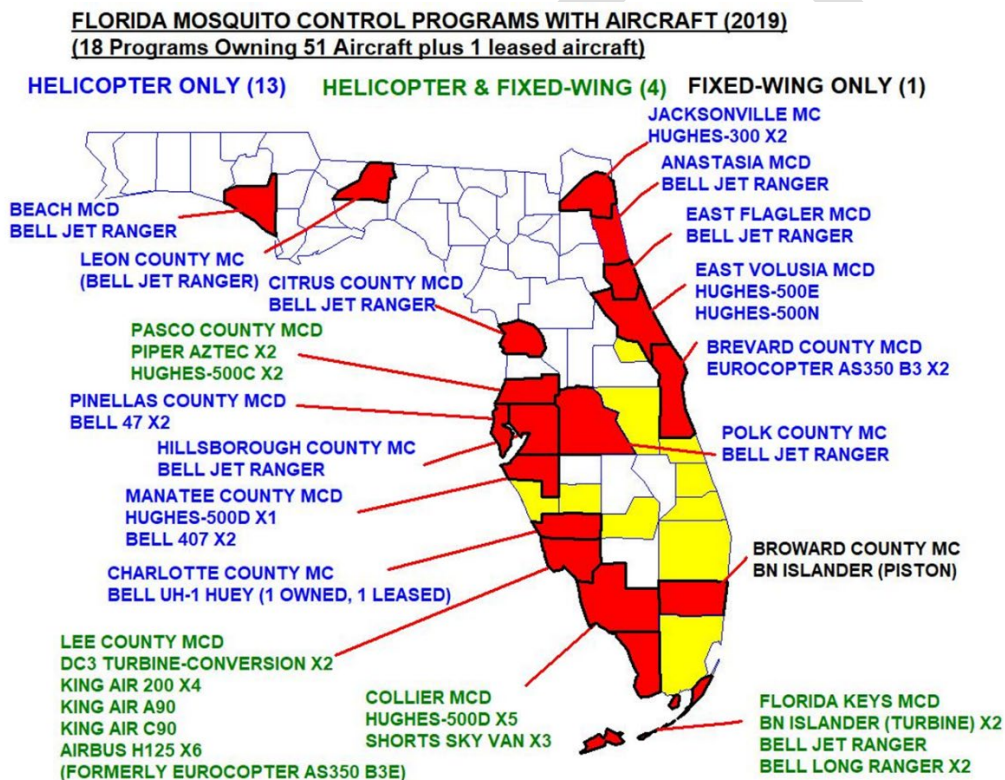 FLORIDA MOSQUITO CONTROL PROGRAMS WITH AIRCRAFT (2019)
(18 Programs Owning 51 Aircraft plus 1 leased aircraft)
HELICOPTER ONLY (13)
HELICOPTER & FIXED-WING (4)
FIXED-WING ONLY (1)
JACKSONVILLE MC
HUGHES-300 X2
ANASTASIA MCD
BELL JET RANGER
BEACH MCD
BELL JET RANGER
EAST FLAGLER MCD
BELL JET RANGER
LEON COUNTY MC
(BELL JET RANGER)
CITRUS COUNTY MCD
BELL JET RANGER
EAST VOLUSIA MCD
HUGHES-500E
HUGHES-500N
PASCO COUNTY MCD
PIPER AZTEC X2
HUGHES-500C X2
BREVARD COUNTY MCD
EUROCOPTER AS350 B3 X2
PINELLAS COUNTY MCD
BELL 47 X2
HILLSBOROUGH COUNTY MC
BELL JET RANGER
POLK COUNTY MC
BELL JET RANGER
MANATEE COUNTY MCD
HUGHES-500D X1
BELL 407 X2
BROWARD COUNTY MC
BN ISLANDER (PISTON)
CHARLOTTE COUNTY MC
BELL UH-1 HUEY (1 OWNED, 1 LEASED)
LEE COUNTY MCD
DC3 TURBINE-CONVERSION X2
KING AIR 200 X4
KING AIR A90
KING AIR C90
AIRBUS H125 X6
(FORMERLY EUROCOPTER AS350 B3E)
COLLIER MCD
HUGHES-500D X5
SHORTS SKY VAN X3
FLORIDA KEYS MCD
BN ISLANDER (TURBINE) X2
BELL JET RANGER
BELL LONG RANGER X2